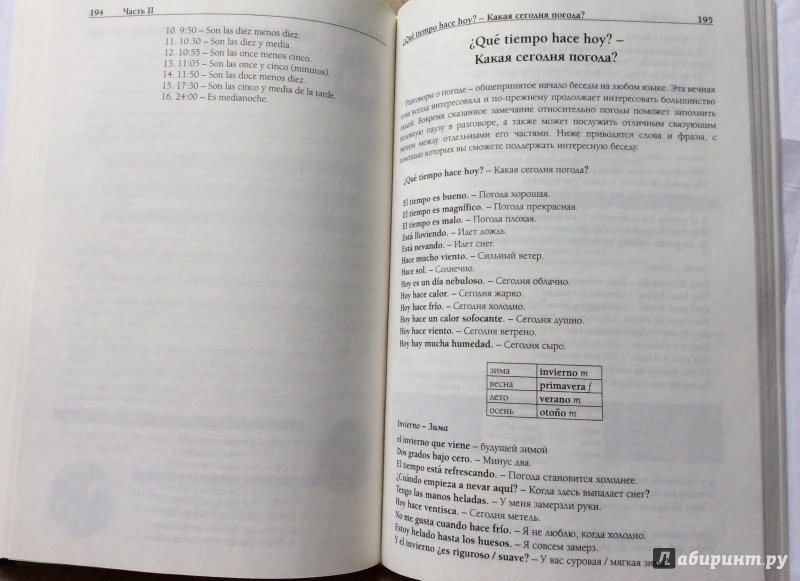 194 Часть II
10. 9:50 – Son las diez menos diez.
11. 10:30 – Son las diez y media.
12. 10:55 – Son las once menos cinco.
13. 11:05 – Son las once y cinco (minutos).
14. 11:50 – Son las doce menos diez.
15. 17:30 – Son las cinco y media de la tarde.
16. 24:00 – Es medianoche.
¿Qué tiempo hace hoy? – Какая сегодня погода? 195
¿Qué tiempo hace hoy? –
Какая сегодня погода?
Разговоры о погоде – общепринятое начало беседы на любом языке. Эта вечная
тема всегда интересовала и по-прежнему продолжает интересовать большинство
людей. Вовремя сказанное замечание относительно погоды поможет заполнить
неловкую паузу в разговоре, а также может послужить отличным связующим
звеном между отдельными его частями. Ниже приводятся слова и фразы, с
помощью которых вы сможете поддержать интересную беседу.
¿Qué tiempo hace hoy? – Какая сегодня погода?
El tiempo es bueno. – Погода хорошая.
El tiempo es magnífico. – Погода прекрасная.
El tiempo es malo. – Погода плохая.
Está lloviendo. – Идет дождь.
Está nevando. – Идет снег.
Hace mucho viento. – Сильный ветер.
Hace sol. – Солнечно.
Hoy es un día nebuloso. – Сегодня облачно.
Hoy hace calor. – Сегодня жарко.
Hoy hace frío. – Сегодня холодно.
Hoy hace un calor sofocante. – Сегодня душно.
Hoy hace viento. – Сегодня ветрено.
Hoy hay mucha humedad. – Сегодня сыро.
зима invierno m
весна primavera f
лето verano m
осень otoño m
Invierno – Зима
el invierno que viene – будущей зимой
Dos grados bajo cero. – Минус два.
El tiempo está refrescando. – Погода становится холоднее.
¿Cuándo empieza a nevar aquí? – Когда здесь выпадает снег?
Tengo las manos heladas. – У меня замерзли руки.
Hoy hace ventisca. – Сегодня метель.
No me gusta cuando hace frío. – Я не люблю, когда холодно.
Estoy helado hasta los huesos. – Я совсем замерз.
Y el invierno ¿es riguroso / suave? – У вас суровая / мягкая
Лабиринт.ру